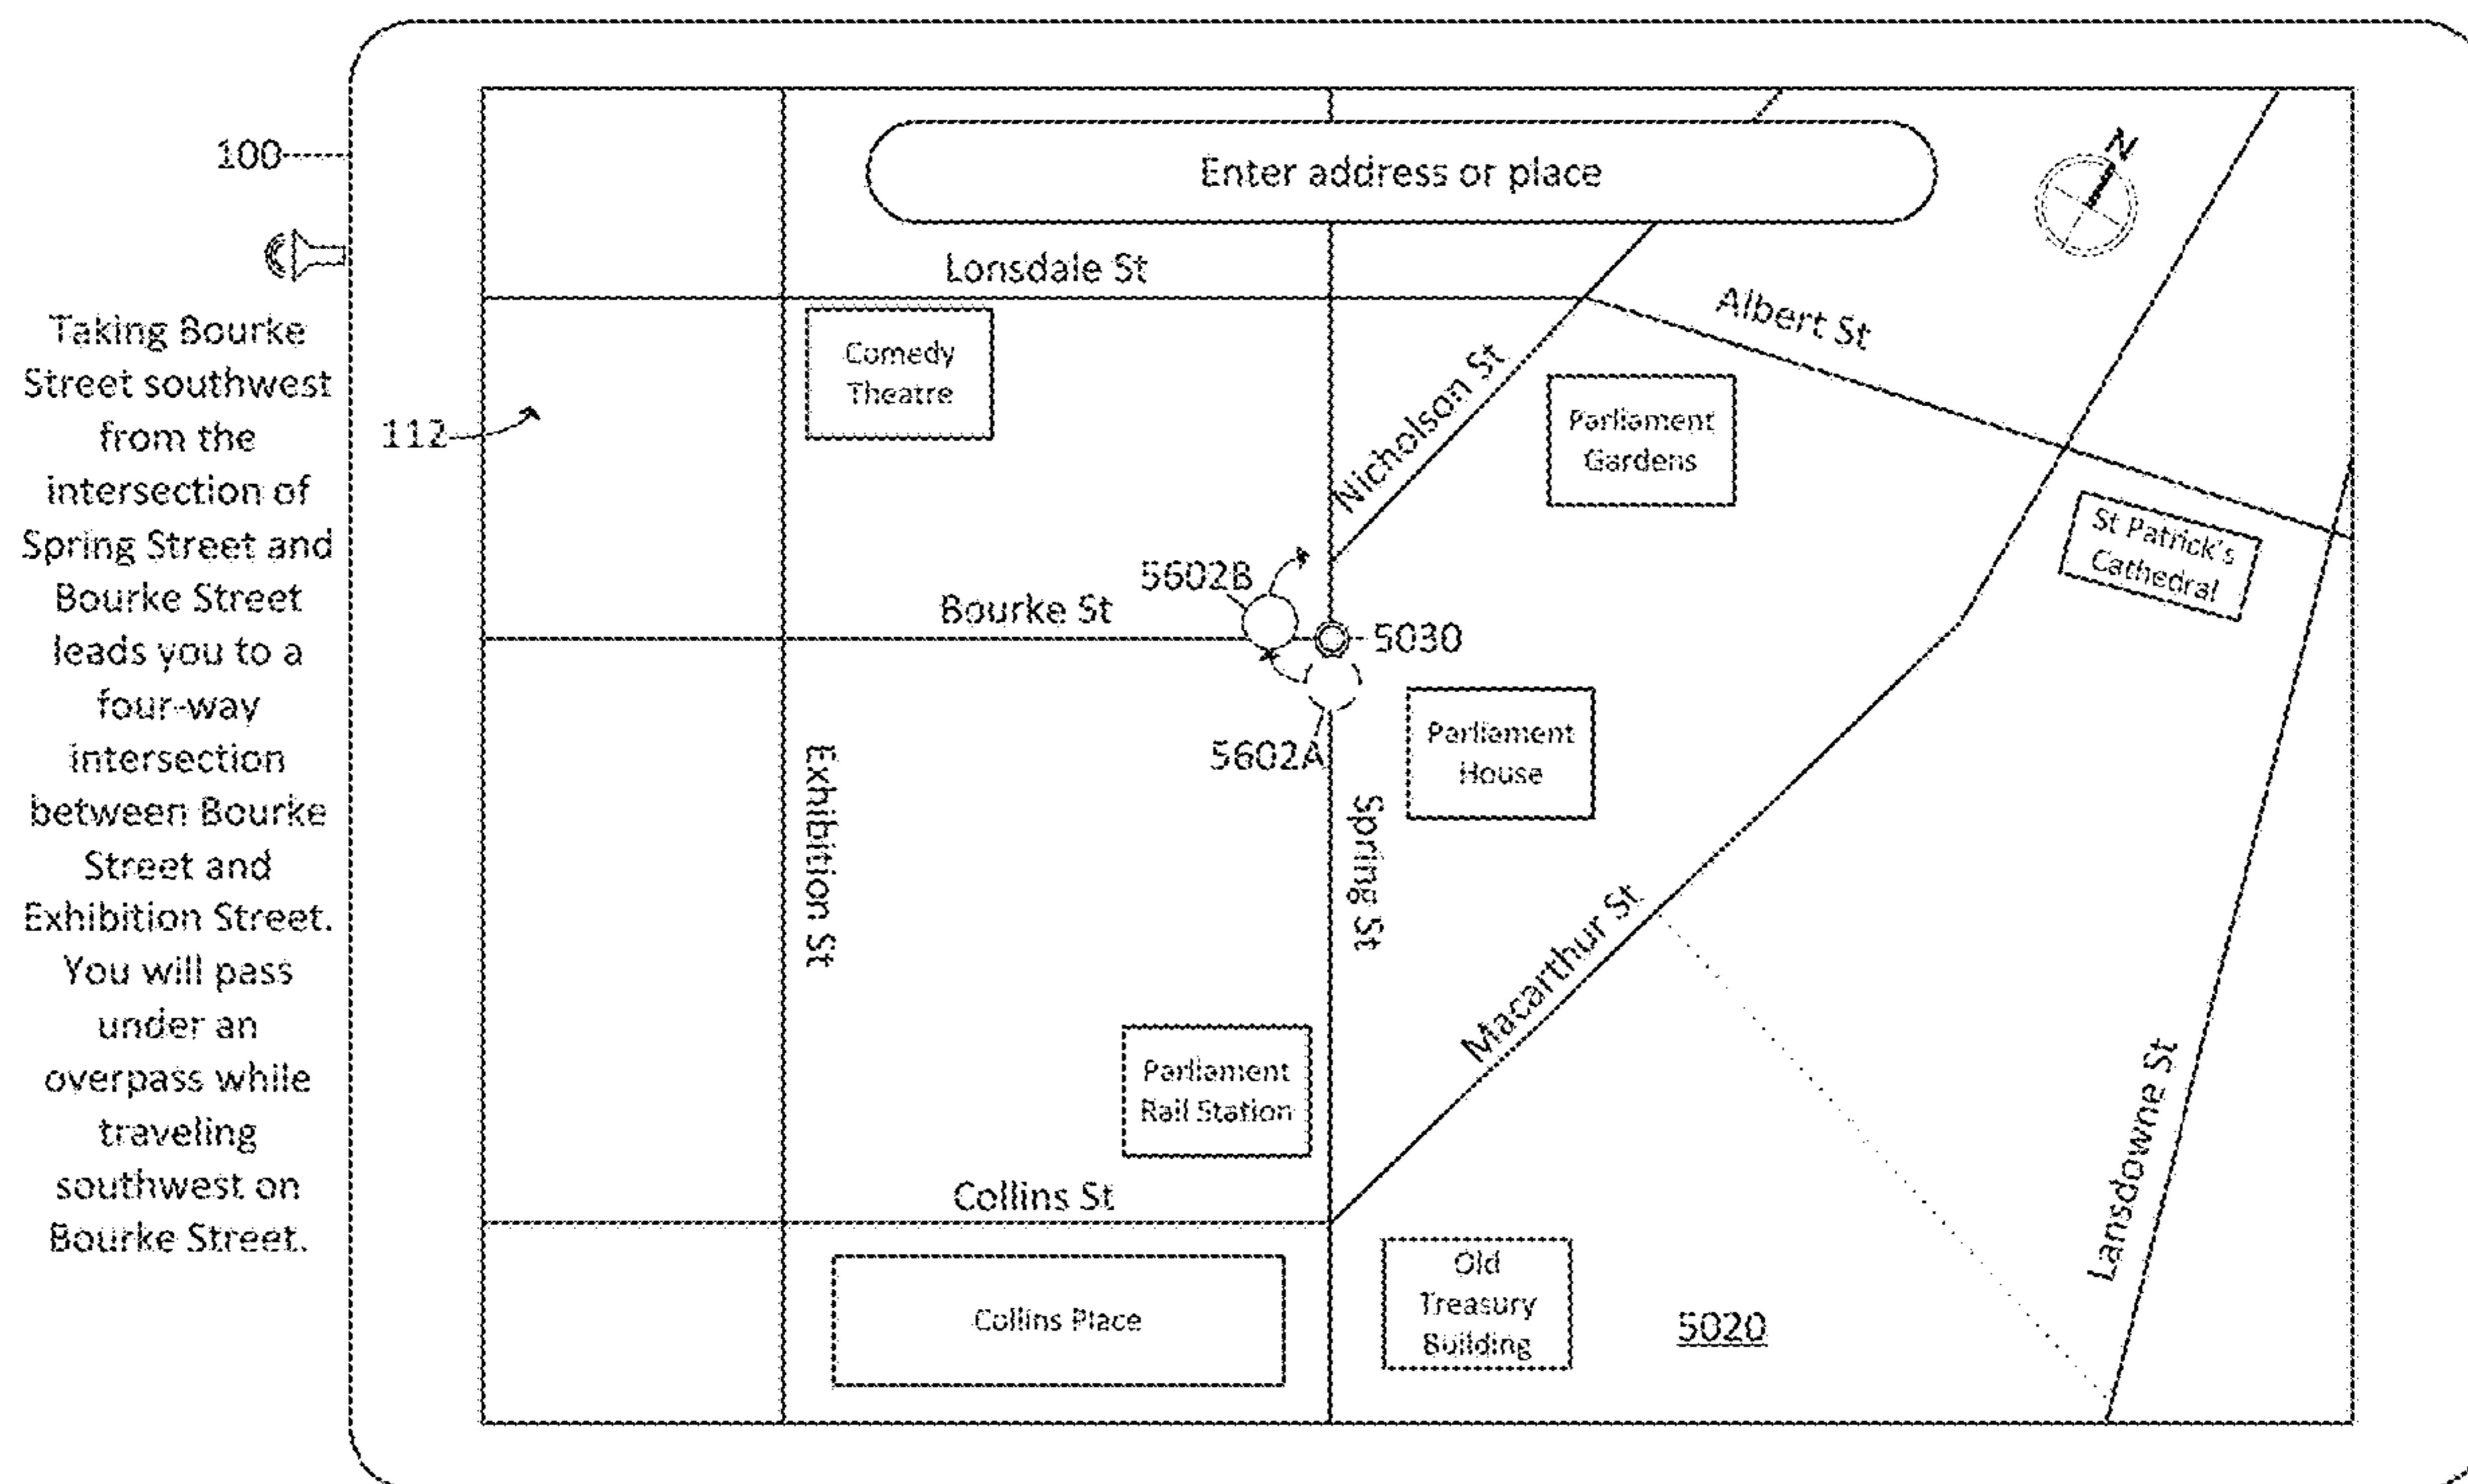 100
Taking Bourke
Street southwest
from the
intersection of
Spring Street and
Bourke Street
leads you to a
four-way
intersection
between Bourke
Street and
Exhibition Street.
You will pass
under an
overpass while
traveling
southwest on
Bourke Street.
112
Enter address or place
N
Lonsdale St
Albert St
Comedy
Theatre
Nicholson St
Parliament
Gardens
St Patrick's
Cathedral
5602B
Bourke St
5030
5602A
Parliament
House
Exhibition St
Spring St
Macarthur St
Parliament
Rail Station
Lansdowne St
Collins St
Collins Place
Old
Treasury
Building
5020